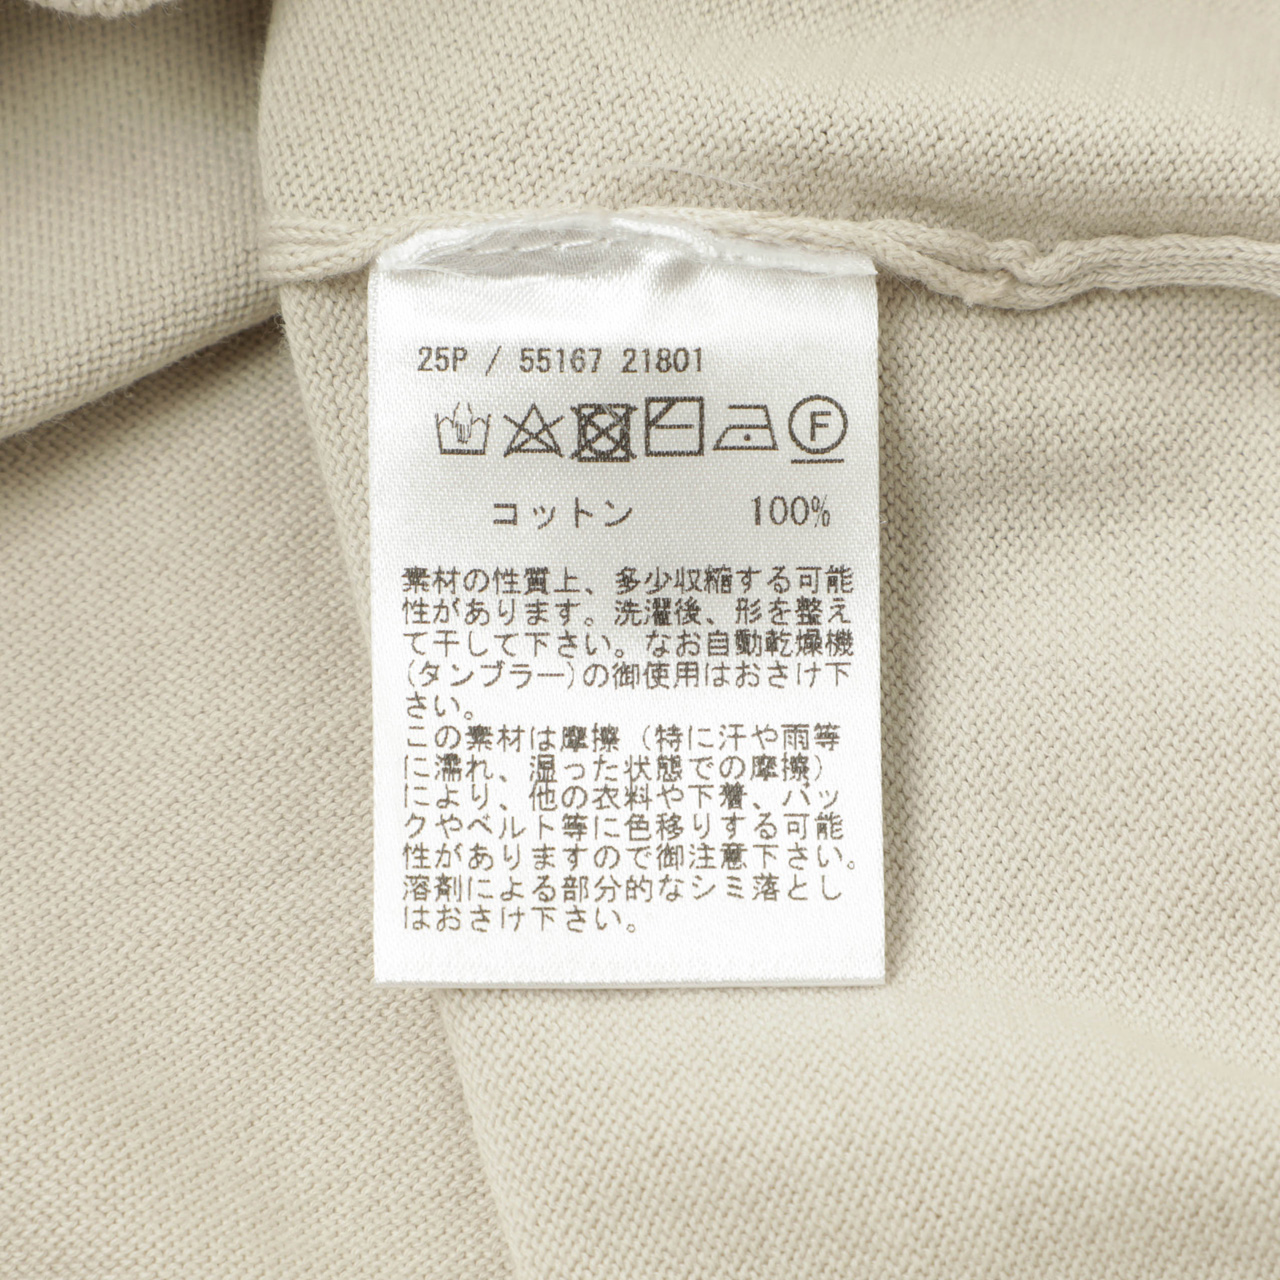 25P / 55167 21801
F
コットン 100%
素材の性質上、多少収縮する可能
性があります。洗濯後、形を整え
て干して下さい。なお自動乾燥機
(タンブラー)の御使用はおさけ下
さい。
この素材は摩擦（特に汗や雨等
に濡れ、湿った状態での摩擦）
により、他の衣料や下着、バッ
クやベルト等に色移りする可能
性がありますので御注意下さい。
溶剤による部分的なシミ落とし
はおさけ下さい。